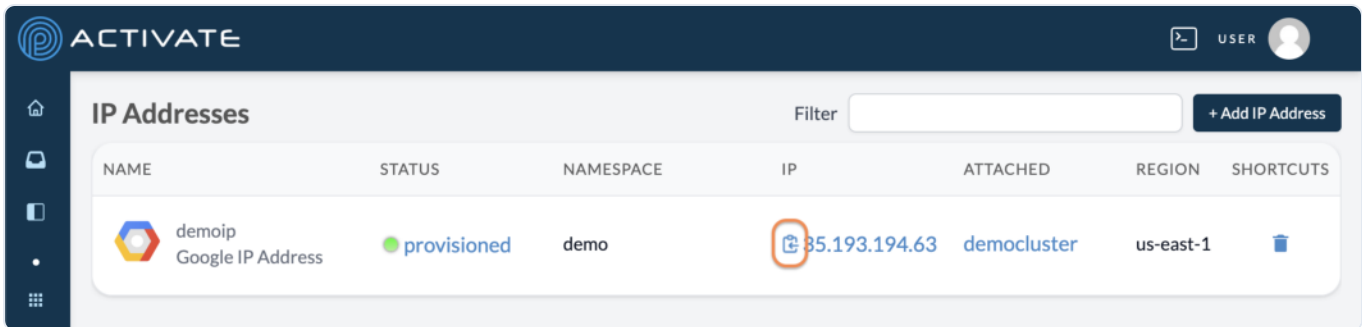 ACTIVATE
USER
IP Addresses
Filter
+ Add IP Address
NAME STATUS NAMESPACE IP ATTACHED REGION SHORTCUTS
demoip
Google IP Address
provisioned
demo
35.193.194.63
democluster
us-east-1